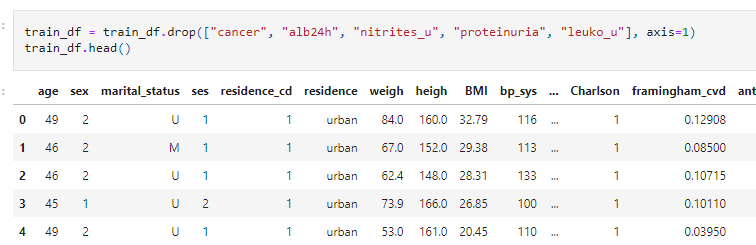 train_df = train_df.drop(["cancer", "alb24h", "nitrites_u", "proteinuria", "leuko_u"], axis=1)
train_df.head()
age sex marital_status ses residence_cd residence weigh heigh BMI bp_sys ... Charlson framingham_cvd ant
0 49 2 U 1 1 urban 84.0 160.0 32.79 116 ... 1 0.12908
1 46 2 M 1 1 urban 67.0 152.0 29.38 113 ... 1 0.08500
2 46 2 U 1 1 urban 62.4 148.0 28.31 133 ... 1 0.10715
3 45 1 U 2 1 urban 73.9 166.0 26.85 100 ... 1 0.10110
4 49 2 U 1 1 urban 53.0 161.0 20.45 110 ... 1 0.03950